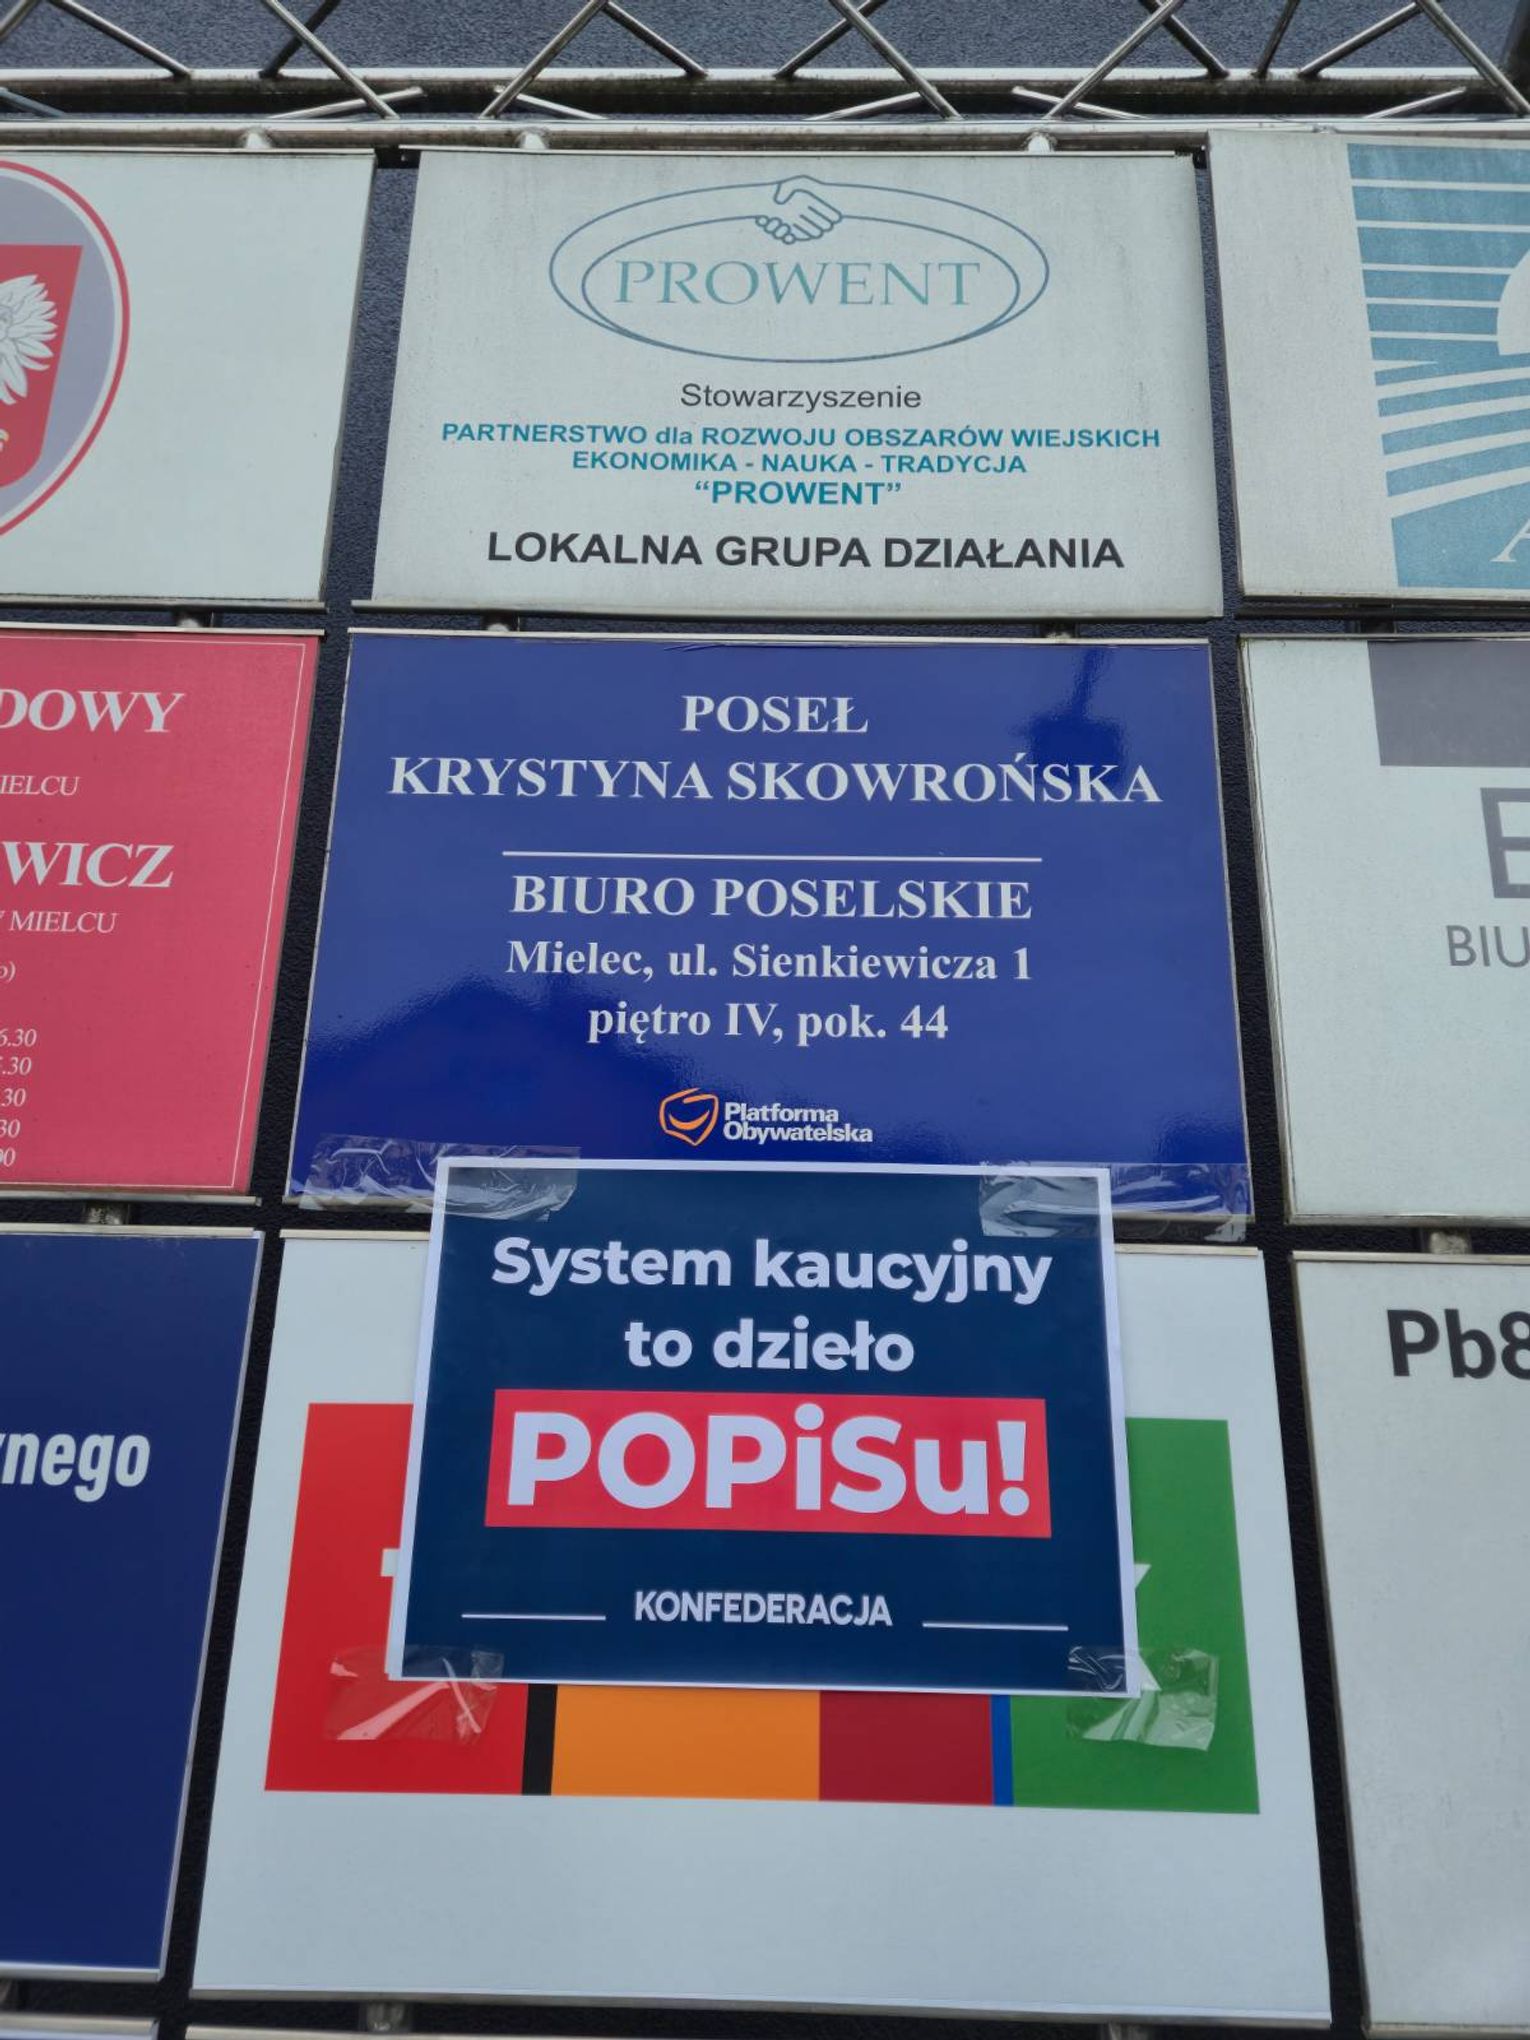 PROWENT
Stowarzyszenie
PARTNERSTWO dla ROZWOJU OBSZARÓW WIEJSKICH
EKONOMIKA - NAUKA - TRADYCJA
“PROWENT”
LOKALNA GRUPA DZIAŁANIA
DOWY
IELCU
WICZ
MIELCU
POSEŁ
KRYSTYNA SKOWROŃSKA
BIURO POSELSKIE
Mielec, ul. Sienkiewicza 1
piętro IV, pok. 44
Platforma
Obywatelska
BIU
nego
System kaucyjny
to dzieło
POPiSu!
KONFEDERACJA
Pb8